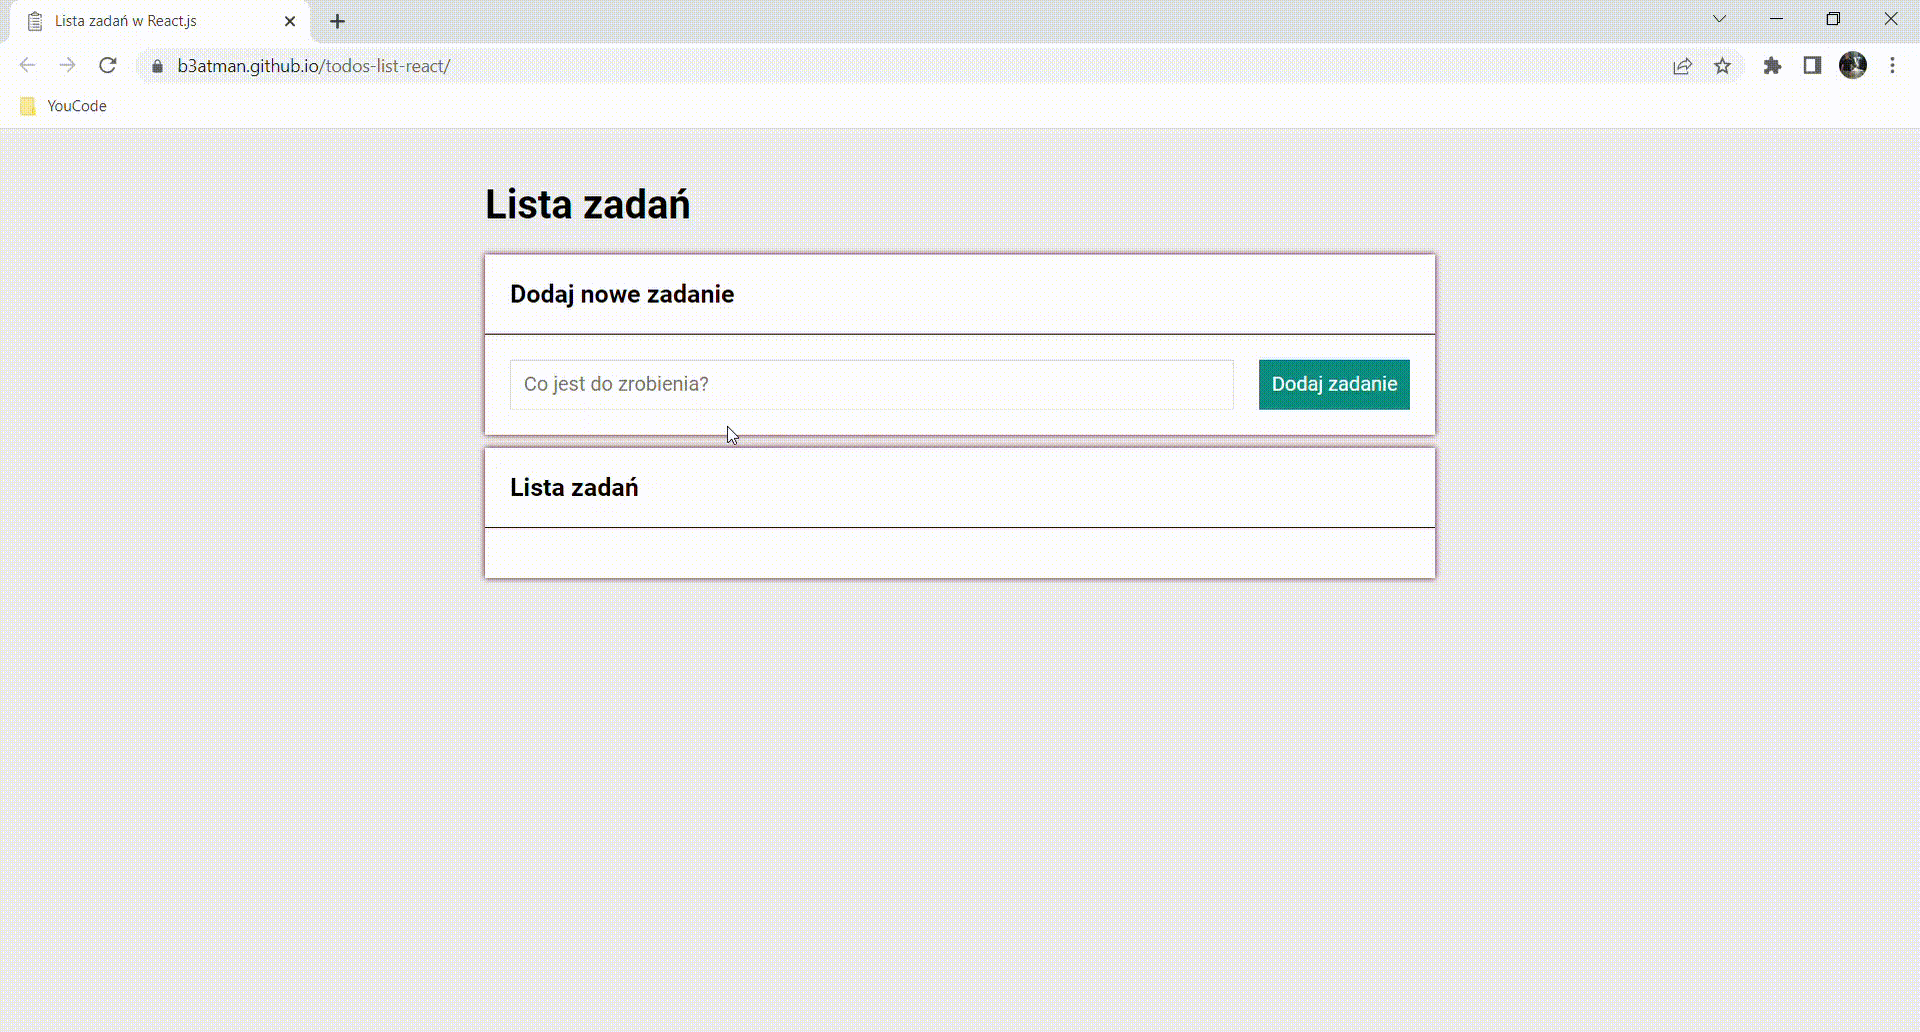 Lista zadań w React.js
b3atman.github.io/todos-list-react/
YouCode
Lista zadań
Dodaj nowe zadanie
Co jest do zrobienia?
Dodaj zadanie
Lista zadań